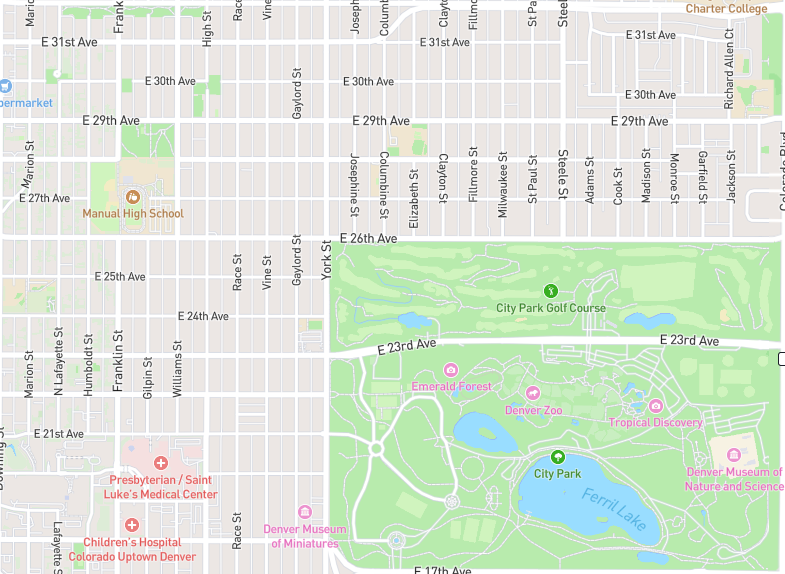 Charter College
Marion
Franklin
High St
Race
Vine
Joseph
Colum
Clayto
Fillm
St Pa
Steel
E 31st Ave
E 31st Ave
E 31st Ave
E 30th Ave
E 30th Ave
E 30th Ave
Gaylord St
Richard Allen Ct
permarket
E 29th Ave
E 29th Ave
E 29th Ave
Marion St
Josephine St
Columbine St
Elizabeth St
Clayton St
Fillmore St
Milwaukee St
St Paul St
Steele St
Adams St
Cook St
Madison St
Monroe St
Garfield St
Jackson St
Colorado Blvd
E 27th Ave
Manual High School
E 26th Ave
York St
Gaylord St
Vine St
Race St
E 25th Ave
City Park Golf Course
E 24th Ave
E 23rd Ave
E 23rd Ave
Marion St
N Lafayette St
Humboldt St
Franklin St
Gilpin St
Williams St
Emerald Forest
Denver Zoo
Tropical Discovery
E 21st Ave
Downing St
Presbyterian / Saint
Luke's Medical Center
City Park
Ferril Lake
Denver Museum of
Nature and Science
Lafayette S
Children's Hospital
Colorado Uptown Denver
Race St
Denver Museum
of Miniatures
E 17th Ave